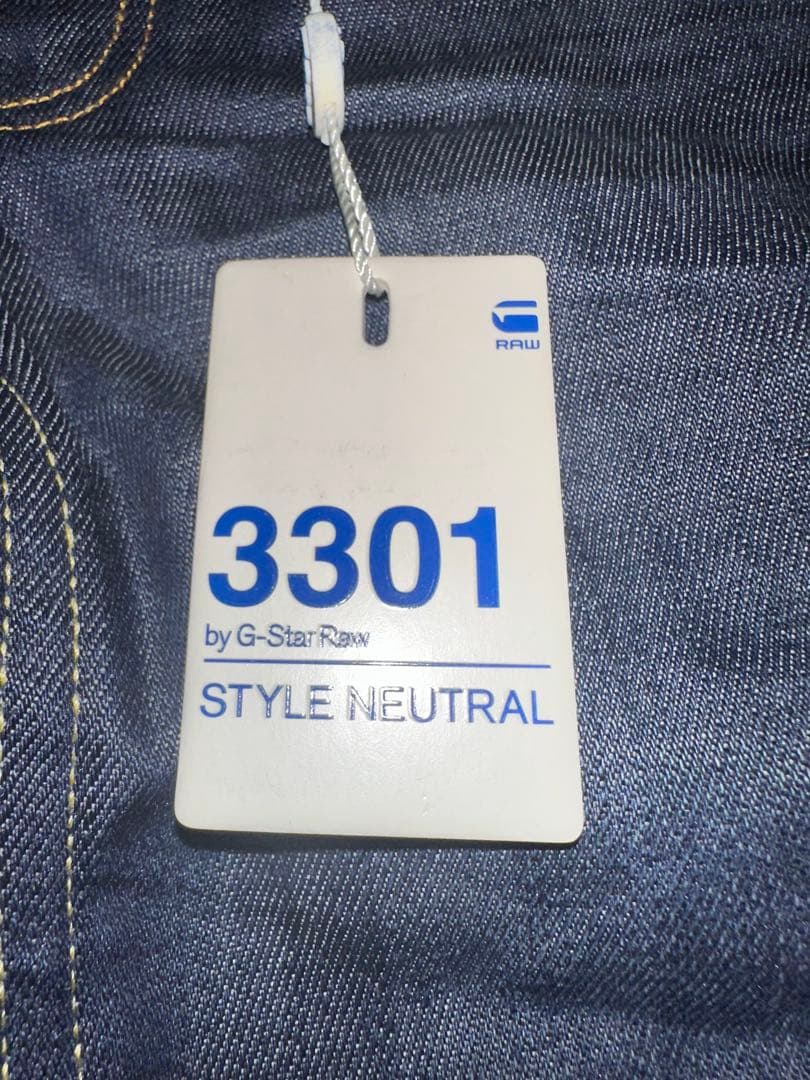 RAW
3301
by G-Star Raw
STYLE NEUTRAL